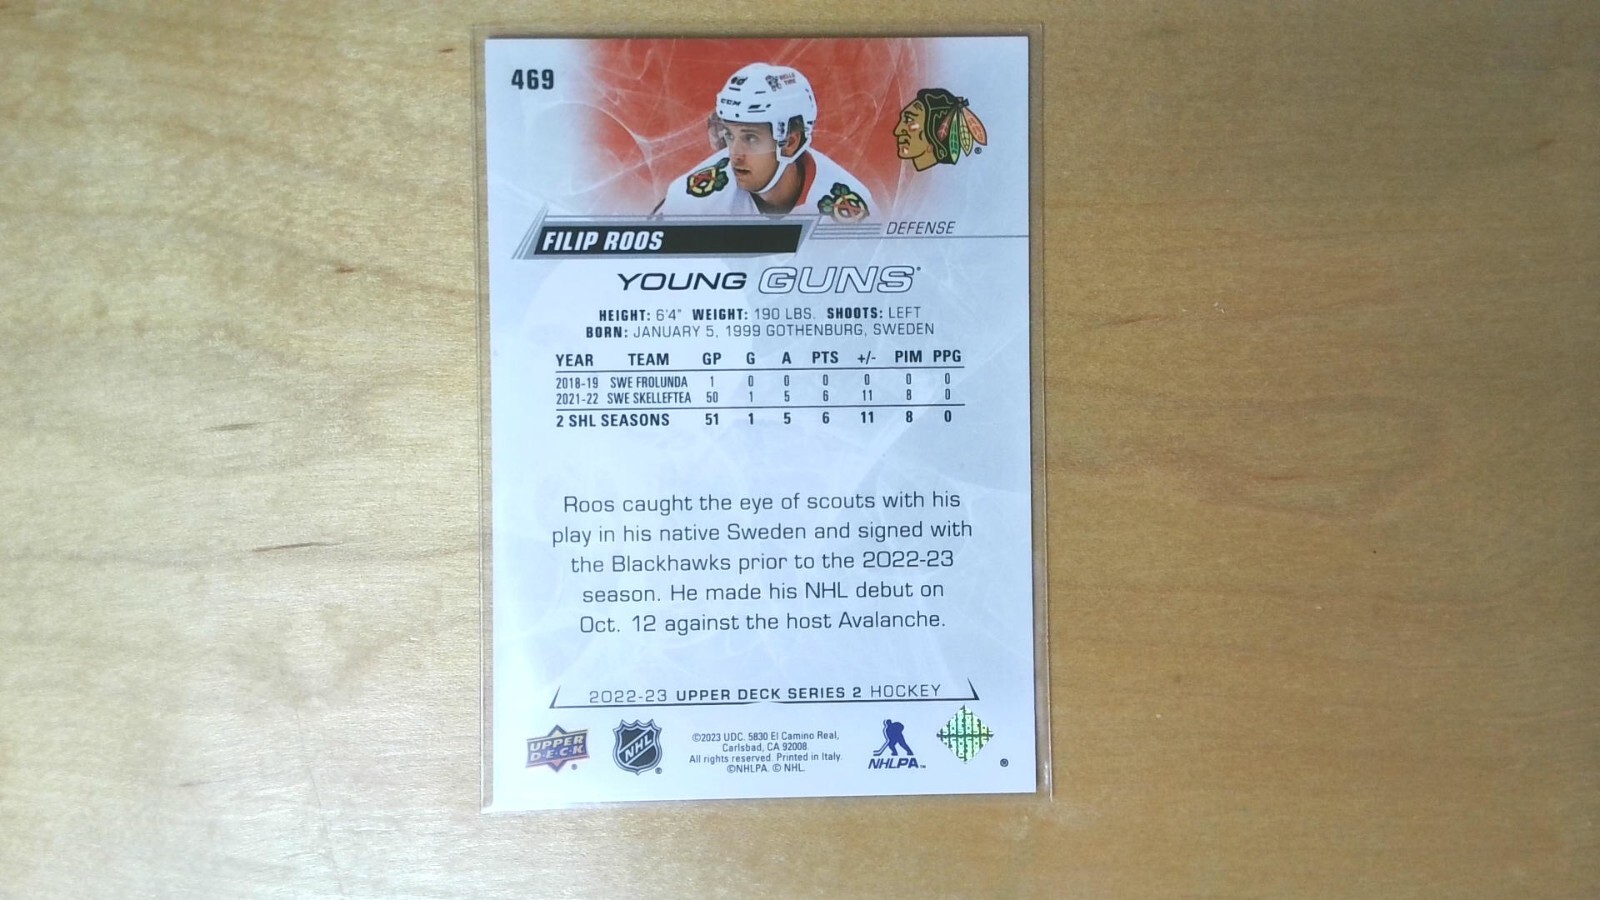 469
CCM
FILIP ROOS
DEFENSE
YOUNG GUNS
HEIGHT: 6'4" WEIGHT: 190 LBS. SHOOTS: LEFT
BORN: JANUARY 5, 1999 GOTHENBURG, SWEDEN
YEAR TEAM GP G A PTS +/- PIM PPG
2018-19 SWE FROLUNDA 1 0 0 0 0 0 0
2021-22 SWE SKELLEFTEA 50 1 5 6 11 8 0
2 SHL SEASONS 51 1 5 6 11 8 0
Roos caught the eye of scouts with his
play in his native Sweden and signed with
the Blackhawks prior to the 2022-23
season. He made his NHL debut on
Oct. 12 against the host Avalanche.
2022-23 UPPER DECK SERIES 2 HOCKEY
UPPER
D·E·C·K
®
NHL
®
©2023 UDC. 5830 El Camino Real,
Carlsbad, CA 92008.
All rights reserved. Printed in Italy.
©NHLPA. © NHL.
NHLPA™
®